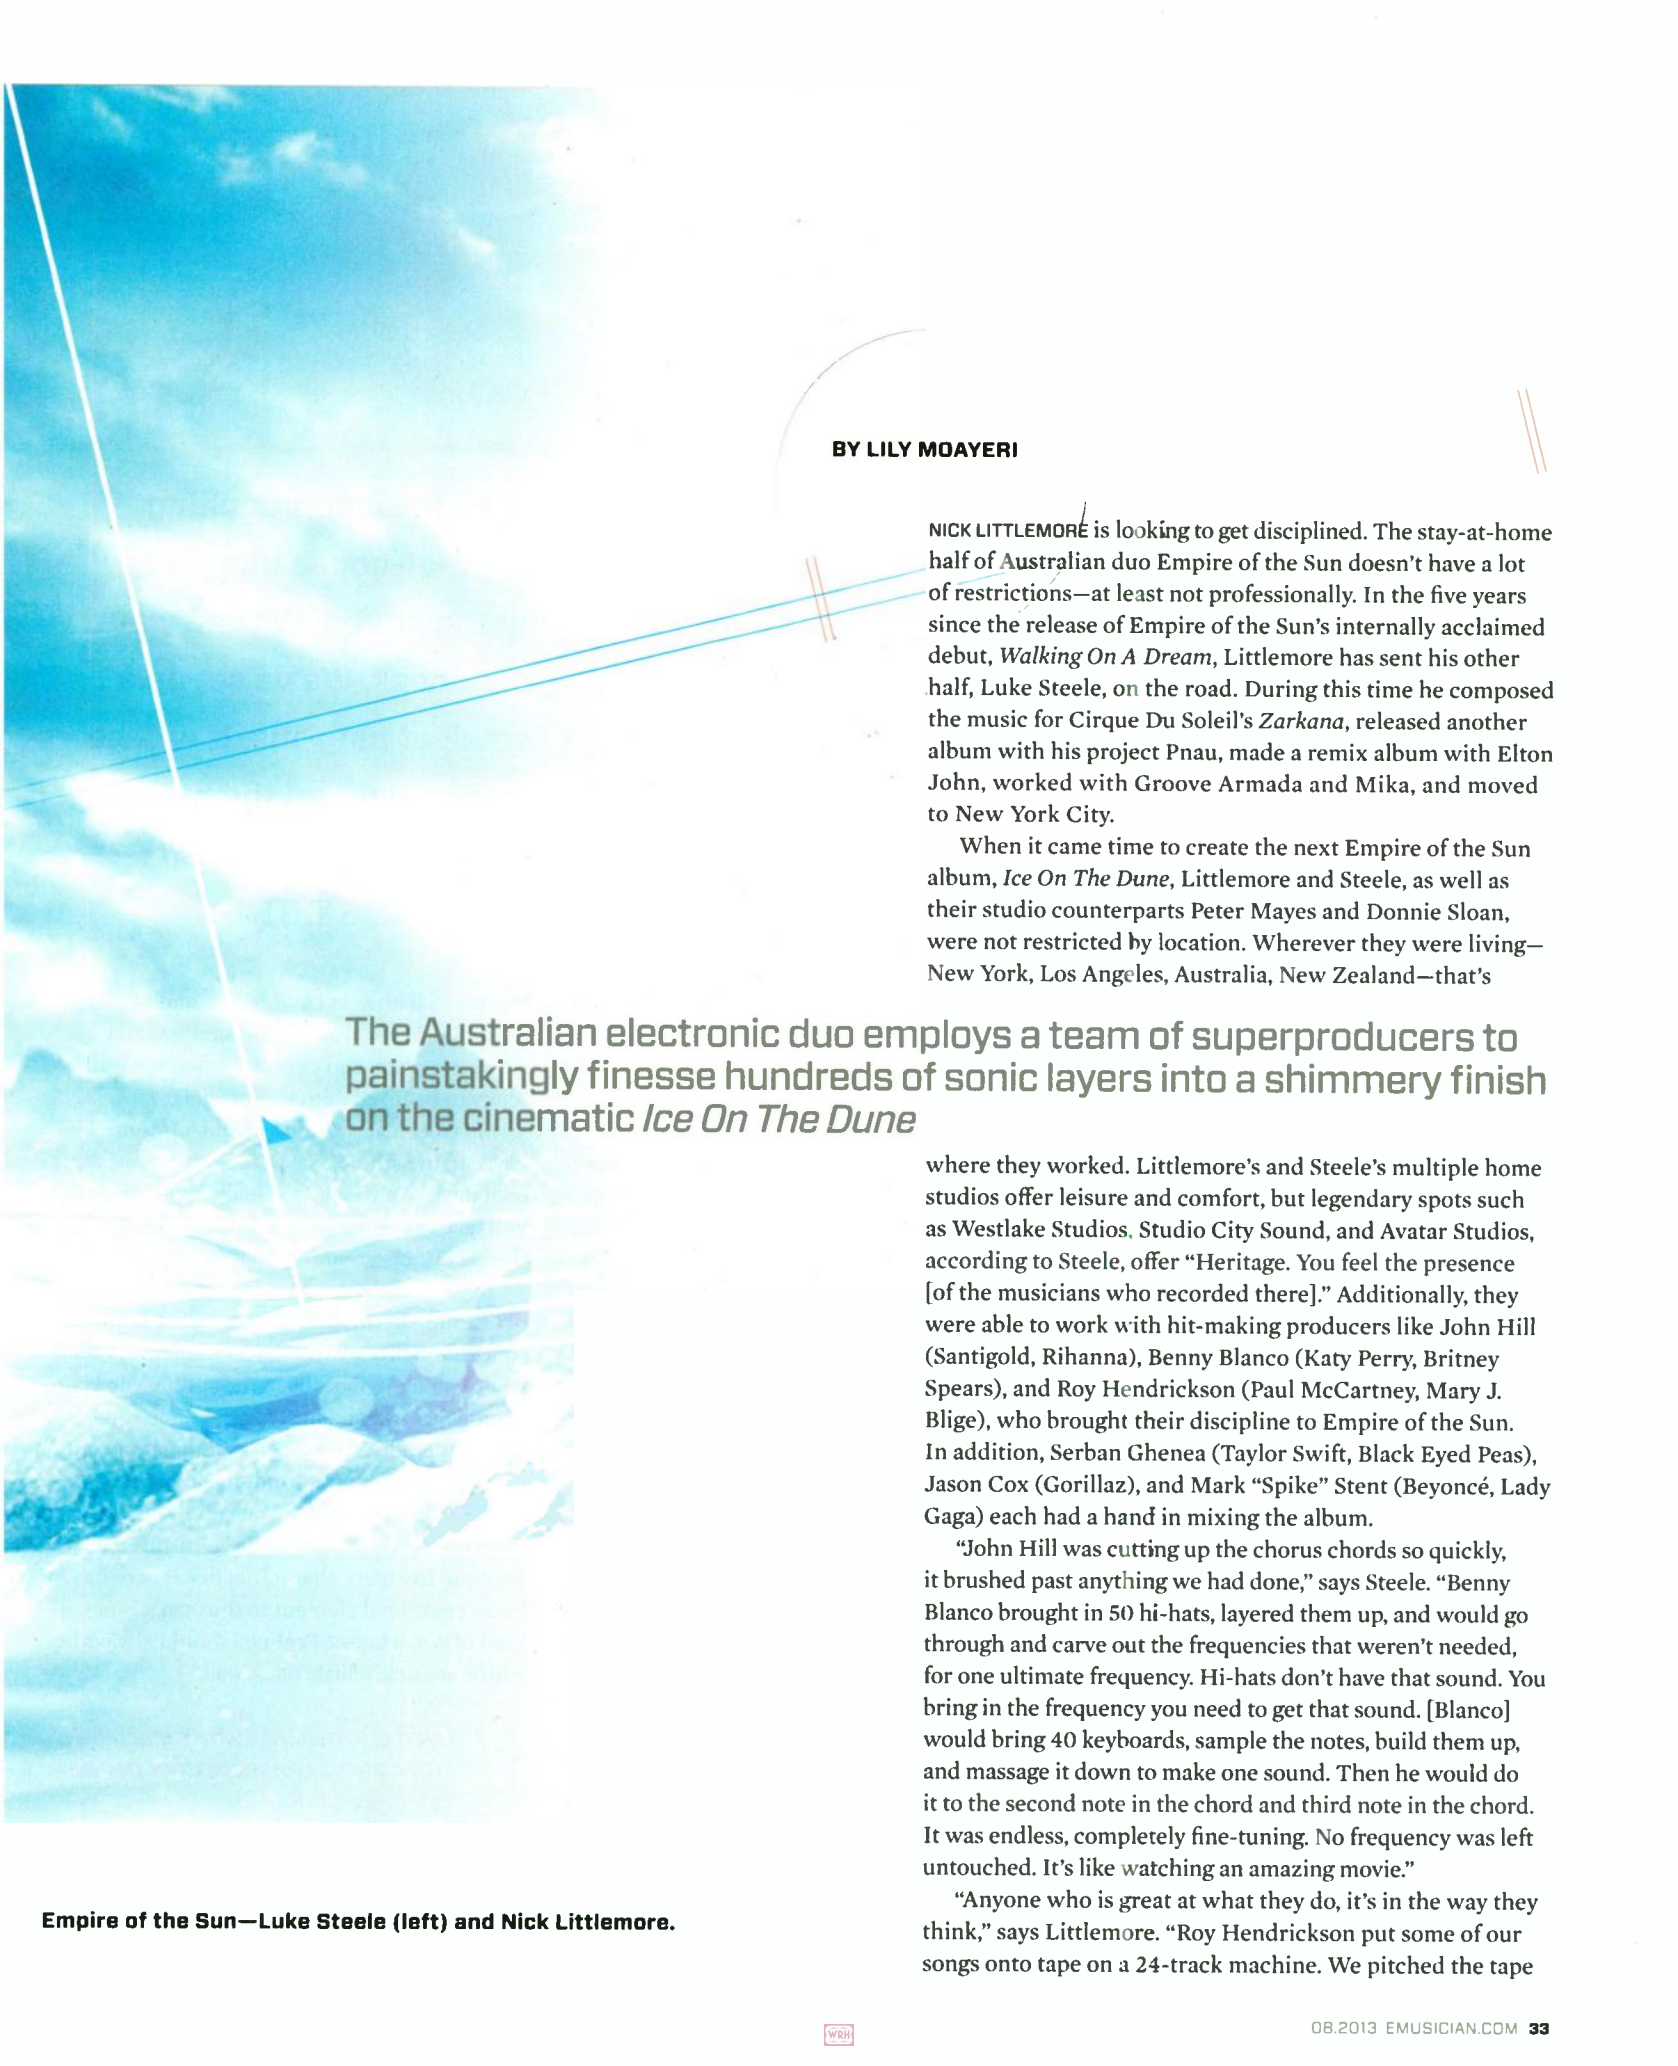 BY LILY MOAYERI
NICK LITTLEMORE is looking to get disciplined. The stay-at-home
half of Australian duo Empire of the Sun doesn't have a lot
of restrictions—at least not professionally. In the five years
since the release of Empire of the Sun's internally acclaimed
debut, Walking On A Dream, Littlemore has sent his other
half, Luke Steele, on the road. During this time he composed
the music for Cirque Du Soleil's Zarkana, released another
album with his project Pnau, made a remix album with Elton
John, worked with Groove Armada and Mika, and moved
to New York City.
When it came time to create the next Empire of the Sun
album, Ice On The Dune, Littlemore and Steele, as well as
their studio counterparts Peter Mayes and Donnie Sloan,
were not restricted by location. Wherever they were living—
New York, Los Angeles, Australia, New Zealand—that's
The Australian electronic duo employs a team of superproducers to
painstakingly finesse hundreds of sonic layers into a shimmery finish
on the cinematic Ice On The Dune
where they worked. Littlemore's and Steele's multiple home
studios offer leisure and comfort, but legendary spots such
as Westlake Studios, Studio City Sound, and Avatar Studios,
according to Steele, offer “Heritage. You feel the presence
[of the musicians who recorded there].” Additionally, they
were able to work with hit-making producers like John Hill
(Santigold, Rihanna), Benny Blanco (Katy Perry, Britney
Spears), and Roy Hendrickson (Paul McCartney, Mary J.
Blige), who brought their discipline to Empire of the Sun.
In addition, Serban Ghenea (Taylor Swift, Black Eyed Peas),
Jason Cox (Gorillaz), and Mark “Spike” Stent (Beyoncé, Lady
Gaga) each had a hand in mixing the album.
“John Hill was cutting up the chorus chords so quickly,
it brushed past anything we had done,” says Steele. “Benny
Blanco brought in 50 hi-hats, layered them up, and would go
through and carve out the frequencies that weren't needed,
for one ultimate frequency. Hi-hats don't have that sound. You
bring in the frequency you need to get that sound. [Blanco]
would bring 40 keyboards, sample the notes, build them up,
and massage it down to make one sound. Then he would do
it to the second note in the chord and third note in the chord.
It was endless, completely fine-tuning. No frequency was left
untouched. It's like watching an amazing movie.”
“Anyone who is great at what they do, it's in the way they
think,” says Littlemore. “Roy Hendrickson put some of our
songs onto tape on a 24-track machine. We pitched the tape
Empire of the Sun—Luke Steele (left) and Nick Littlemore.
WRH
08.2013 EMUSICIAN.COM 33